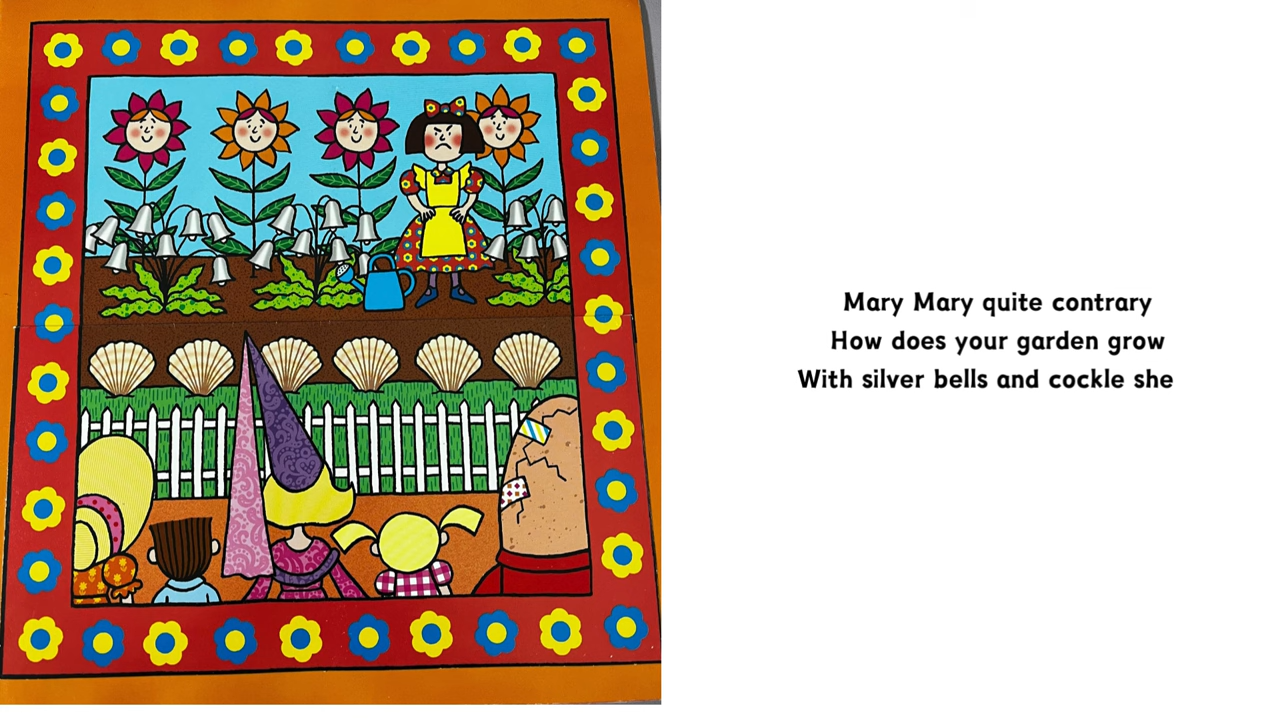 Mary Mary quite contrary
How does your garden grow
With silver bells and cockle she